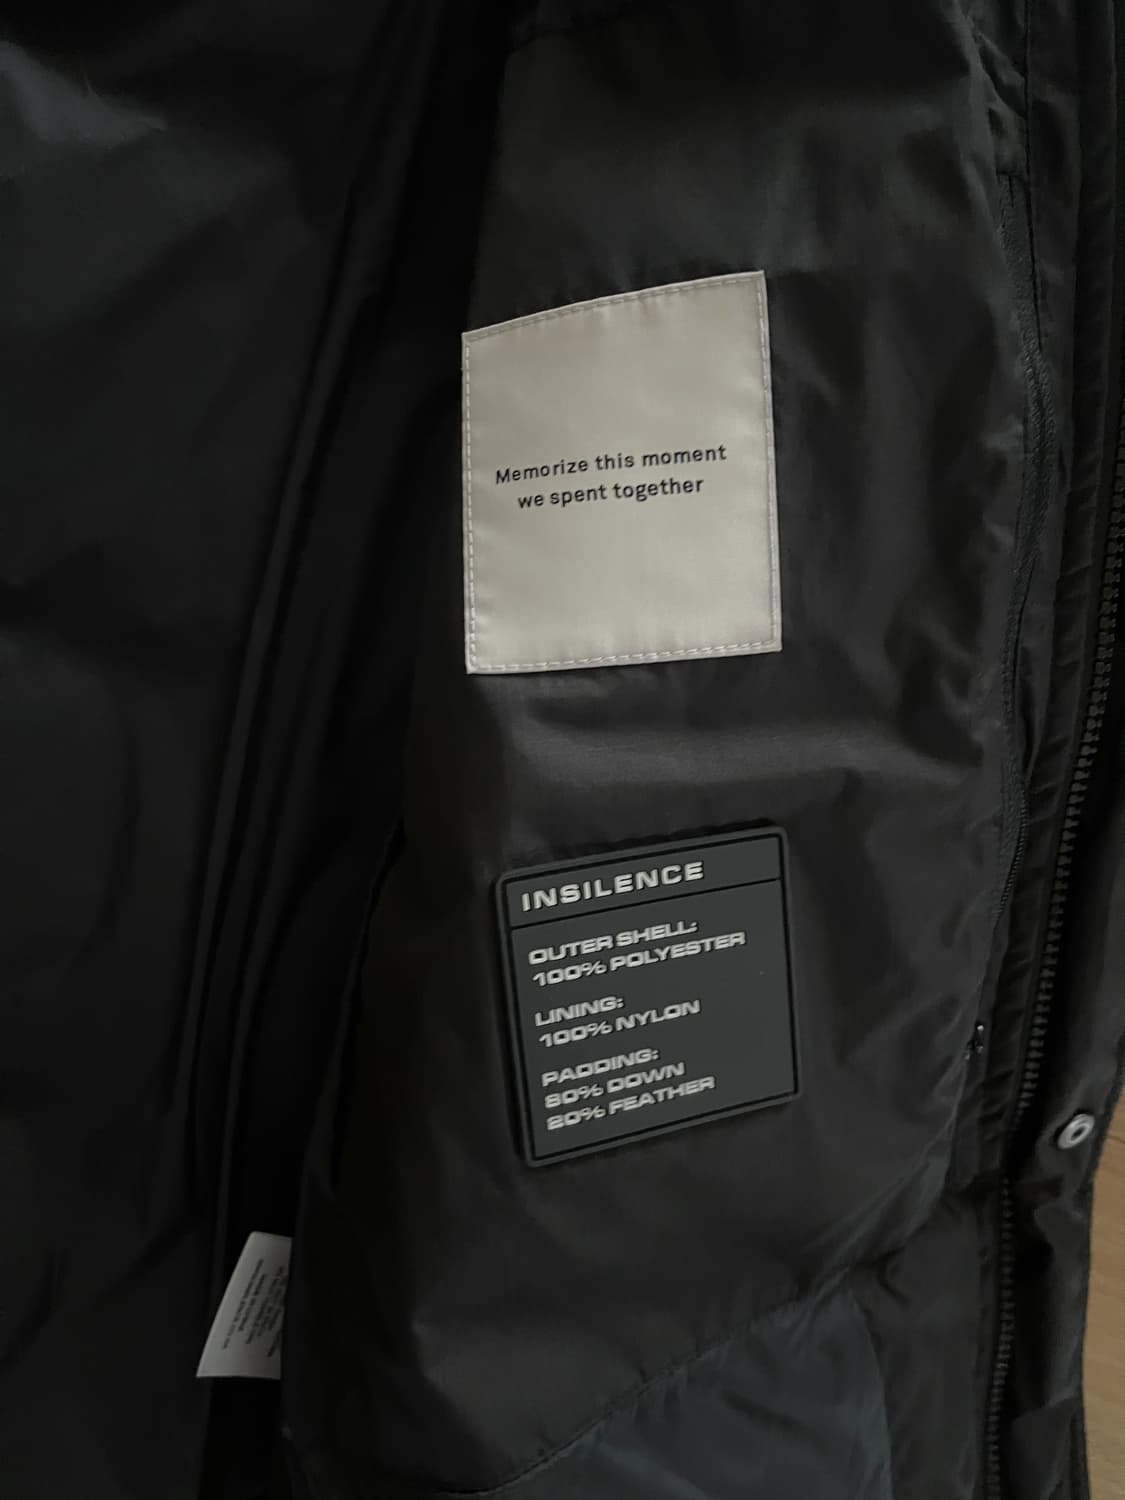 Memorize this moment
we spent together
INSILENCE
OUTER SHELL:
100% POLYESTER
LINING:
100% NYLON
PADDING:
80% DOWN
20% FEATHER